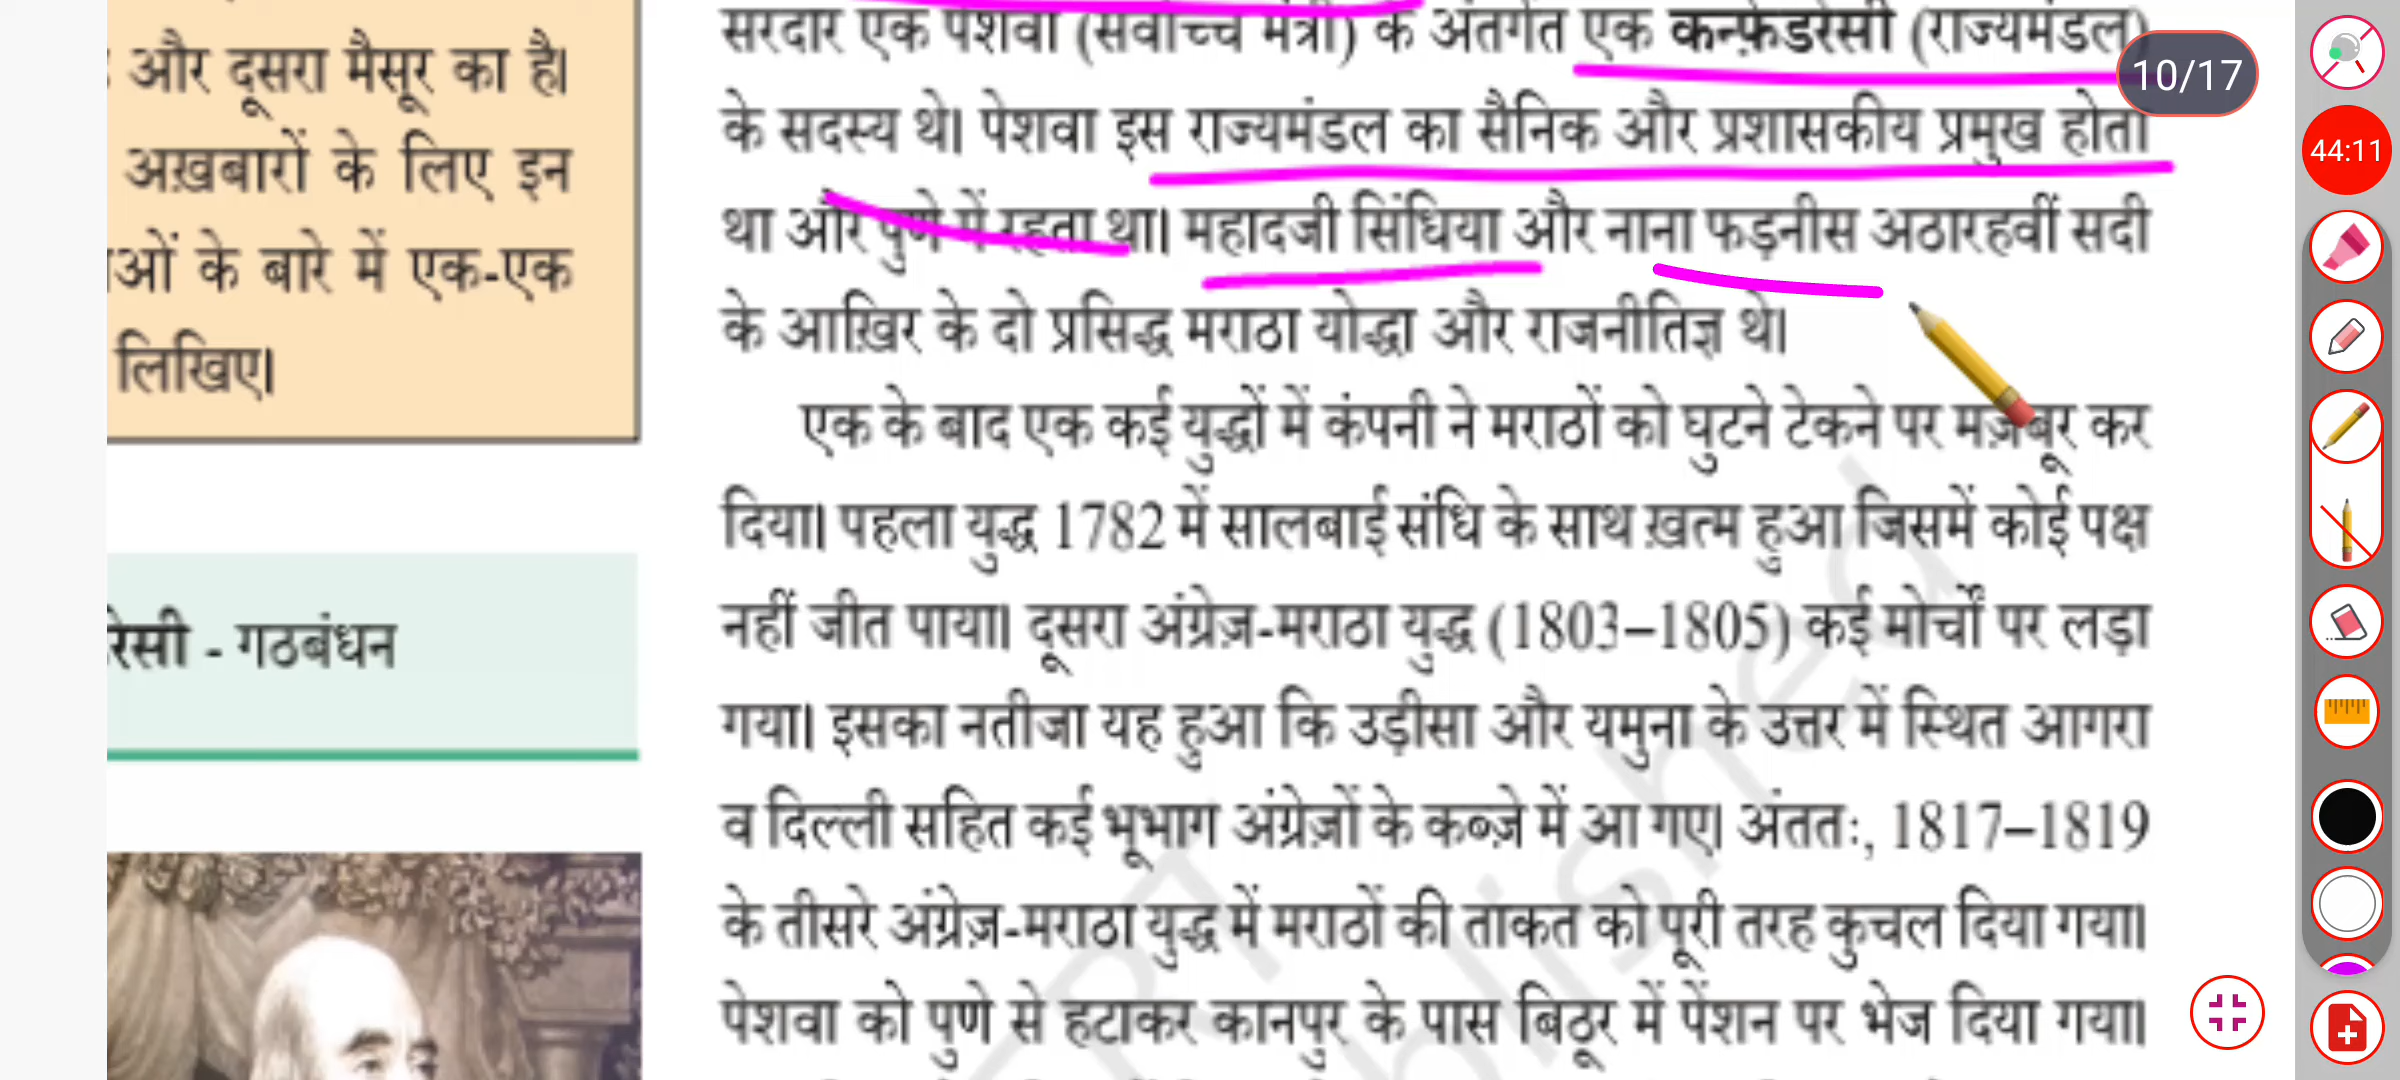 और दूसरा मैसूर का है।
अख़बारों के लिए इन
ओं के बारे में एक-एक
लिखिए।
रेसी - गठबंधन
सरदार एक पेशवा (सर्वोच्च मंत्री) के अंतर्गत एक कन्फ़ेडरेसी (राज्यमंडल)
के सदस्य थे। पेशवा इस राज्यमंडल का सैनिक और प्रशासकीय प्रमुख होता
था और पुणे में रहता था। महादजी सिंधिया और नाना फड़नीस अठारहवीं सदी
के आख़िर के दो प्रसिद्ध मराठा योद्धा और राजनीतिज्ञ थे।
एक के बाद एक कई युद्धों में कंपनी ने मराठों को घुटने टेकने पर मज़बूर कर
दिया। पहला युद्ध 1782 में सालबाई संधि के साथ ख़त्म हुआ जिसमें कोई पक्ष
नहीं जीत पाया। दूसरा अंग्रेज़-मराठा युद्ध (1803–1805) कई मोर्चों पर लड़ा
गया। इसका नतीजा यह हुआ कि उड़ीसा और यमुना के उत्तर में स्थित आगरा
व दिल्ली सहित कई भूभाग अंग्रेज़ों के कब्ज़े में आ गए। अंततः, 1817–1819
के तीसरे अंग्रेज़-मराठा युद्ध में मराठों की ताकत को पूरी तरह कुचल दिया गया।
पेशवा को पुणे से हटाकर कानपुर के पास बिठूर में पेंशन पर भेज दिया गया।
10/17
44:11